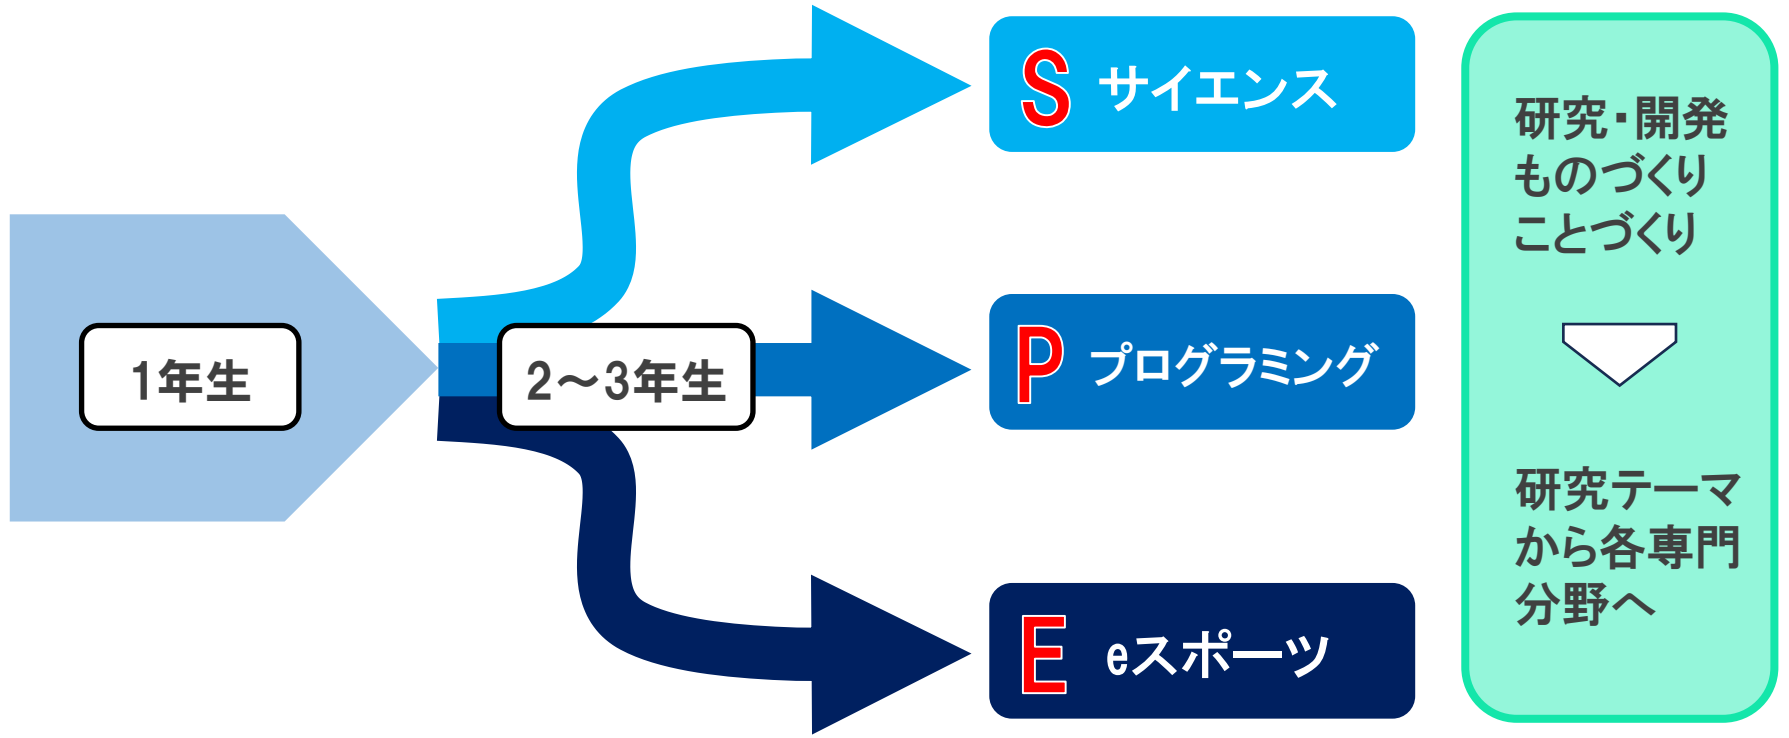 1年生
2～3年生
S サイエンス
P プログラミング
E eスポーツ
研究・開発
ものづくり
ことづくり
研究テーマ
から各専門
分野へ